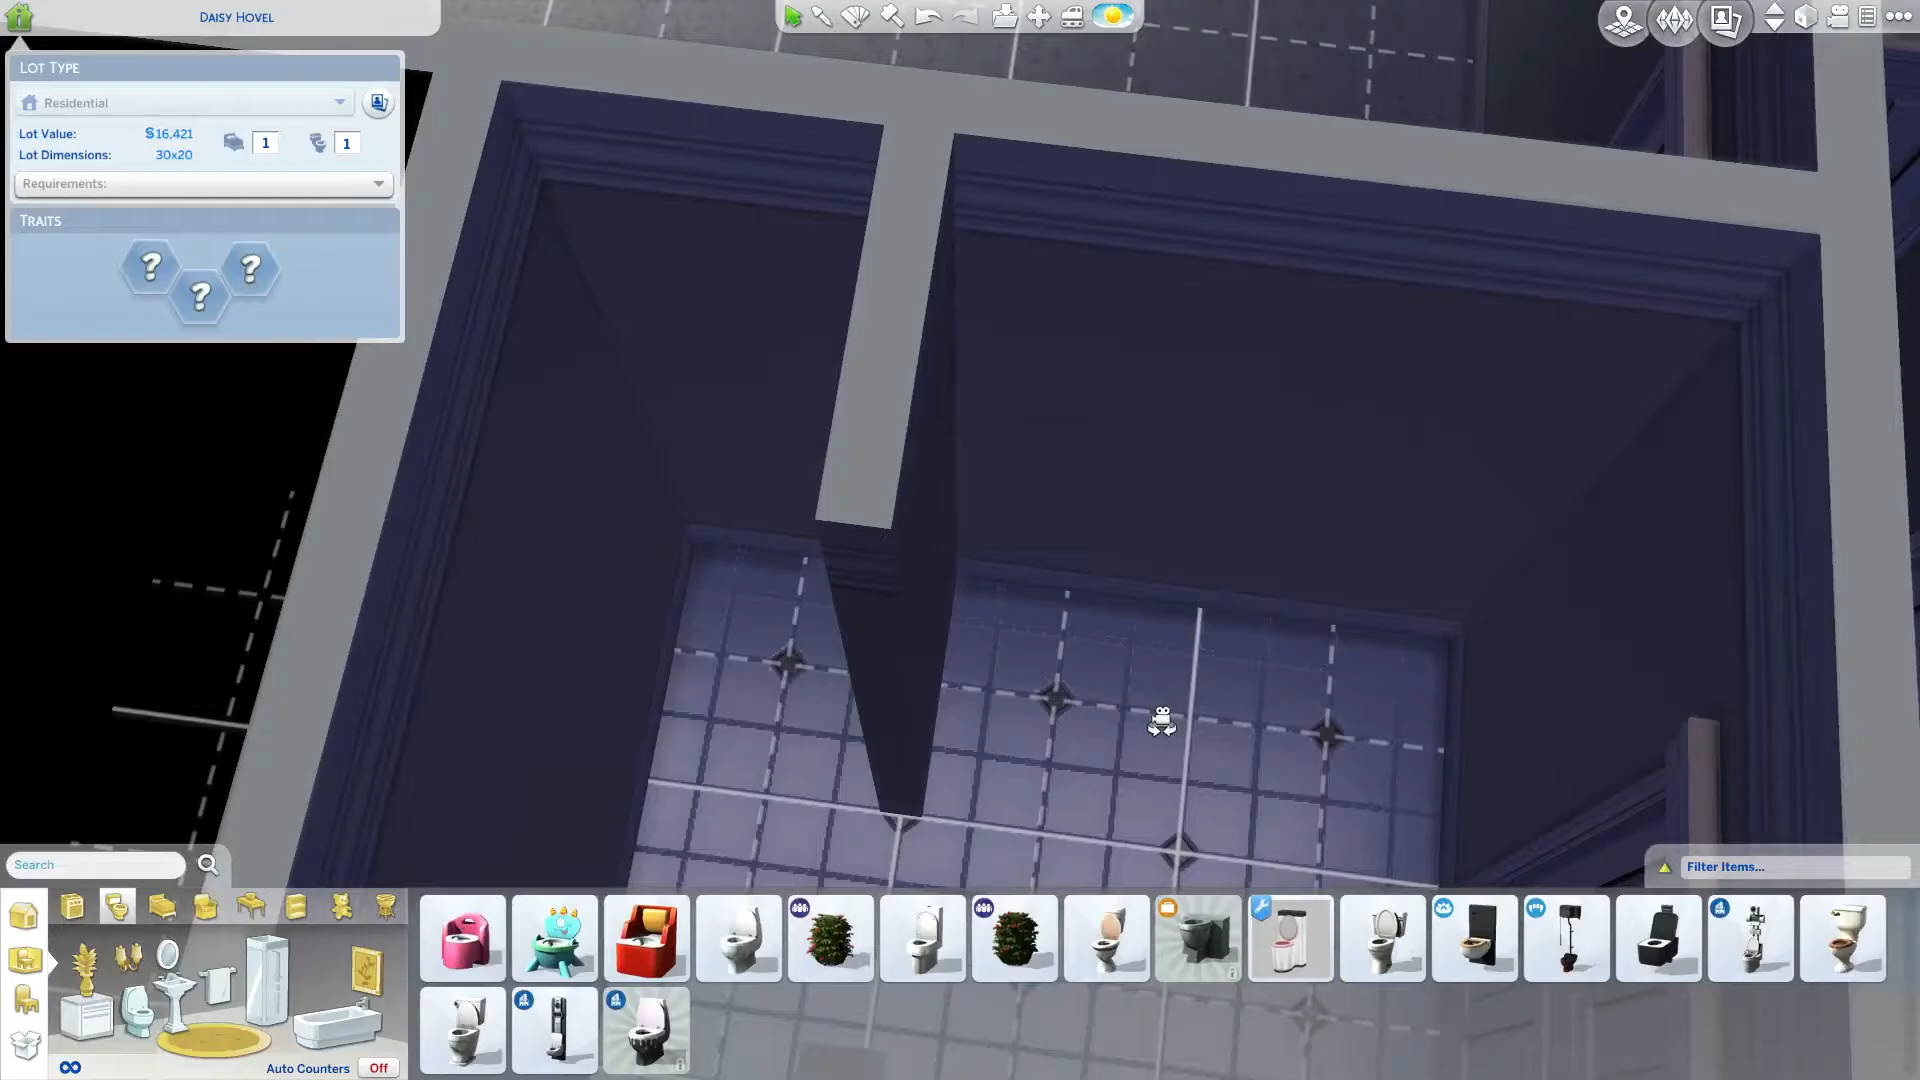 DAISY HOVEL
LOT TYPE
Residential
Lot Value: §16,421
1
1
Lot Dimensions: 30x20
Requirements:
TRAITS
? ? ?
Search
Filter Items...
Auto Counters Off